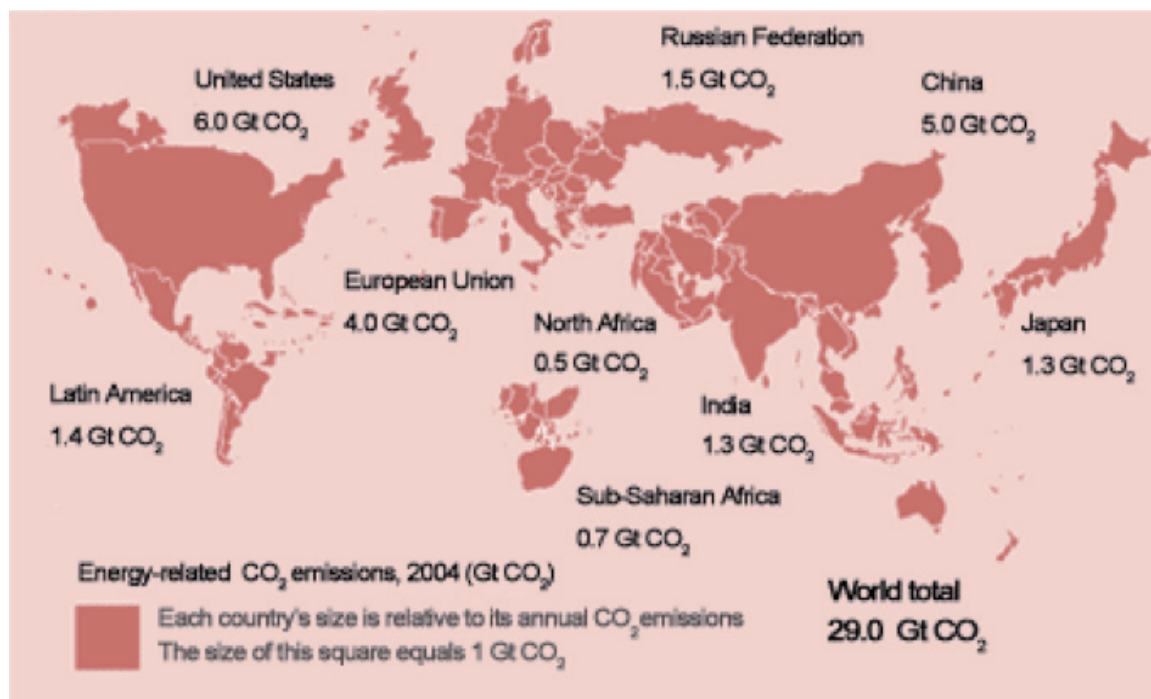 Russian Federation
1.5 Gt CO₂
United States
6.0 Gt CO₂
China
5.0 Gt CO₂
European Union
4.0 Gt CO₂
North Africa
0.5 Gt CO₂
Japan
1.3 Gt CO₂
Latin America
1.4 Gt CO₂
India
1.3 Gt CO₂
Sub-Saharan Africa
0.7 Gt CO₂
Energy-related CO₂ emissions, 2004 (Gt CO₂)
Each country's size is relative to its annual CO₂ emissions
The size of this square equals 1 Gt CO₂
World total
29.0 Gt CO₂